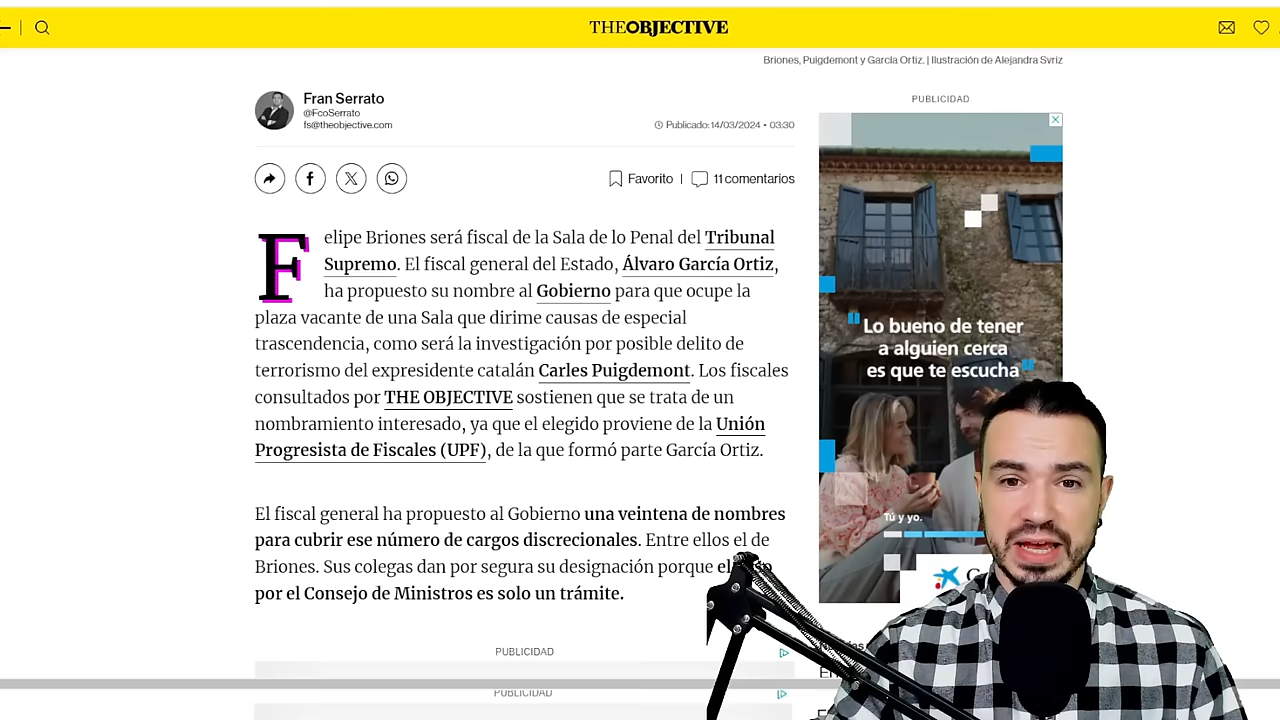 THEOBJECTIVE
Briones, Puigdemont y García Ortiz. | Ilustración de Alejandra Svriz
Fran Serrato
@FcoSerrato
fs@theobjective.com
Publicado: 14/03/2024 • 03:30
Favorito | 11 comentarios
Felipe Briones será fiscal de la Sala de lo Penal del Tribunal
Supremo. El fiscal general del Estado, Álvaro García Ortiz,
ha propuesto su nombre al Gobierno para que ocupe la
plaza vacante de una Sala que dirime causas de especial
trascendencia, como será la investigación por posible delito de
terrorismo del expresidente catalán Carles Puigdemont. Los fiscales
consultados por THE OBJECTIVE sostienen que se trata de un
nombramiento interesado, ya que el elegido proviene de la Unión
Progresista de Fiscales (UPF), de la que formó parte García Ortiz.
El fiscal general ha propuesto al Gobierno una veintena de nombres
para cubrir ese número de cargos discrecionales. Entre ellos el de
Briones. Sus colegas dan por segura su designación porque el
por el Consejo de Ministros es solo un trámite.
PUBLICIDAD
PUBLICIDAD
PUBLICIDAD
"Lo bueno de tener
a alguien cerca
es que te escucha"
Tú y yo.